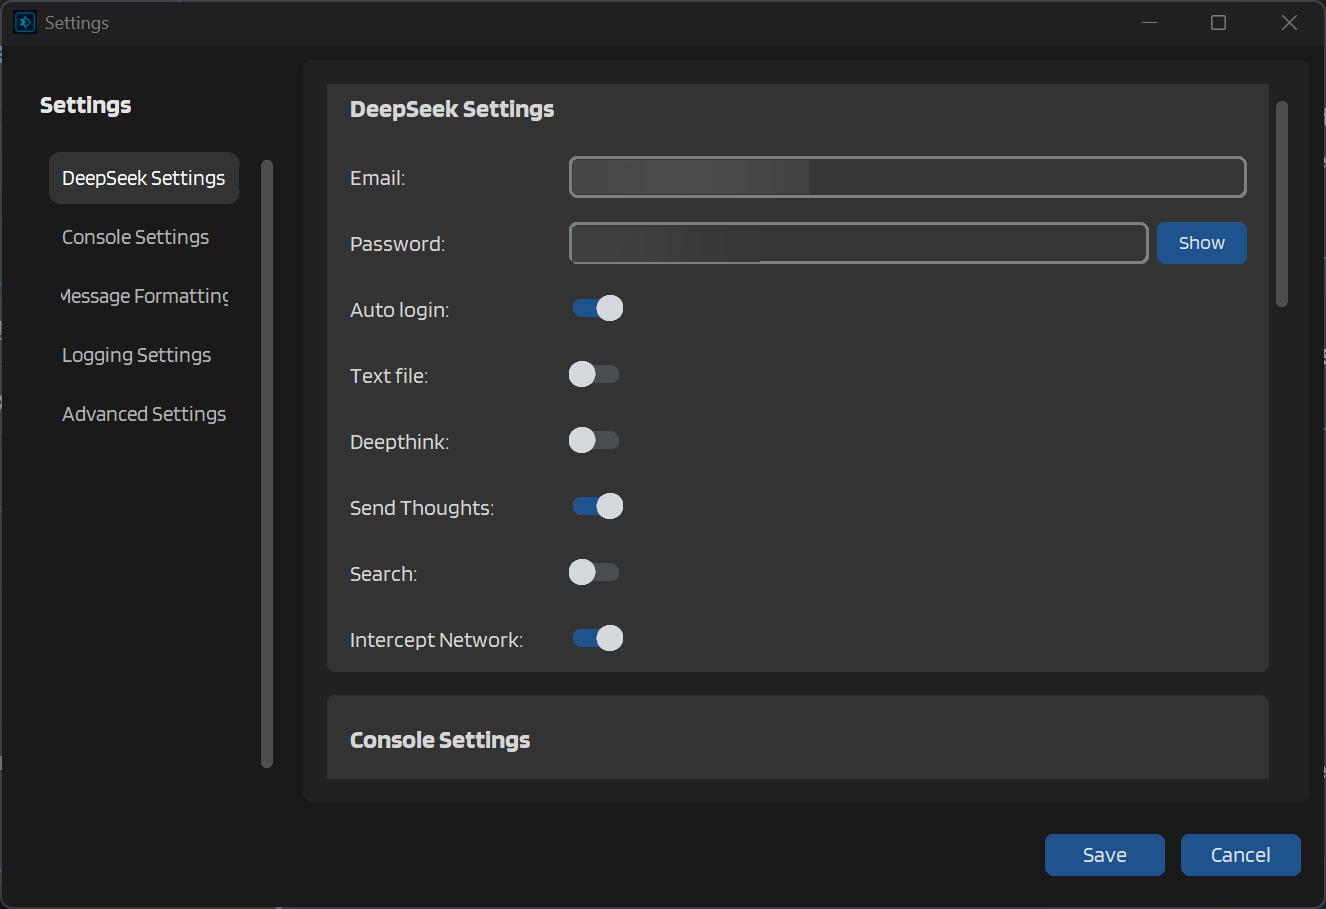 Settings
Settings
DeepSeek Settings
Console Settings
Message Formatting
Logging Settings
Advanced Settings
DeepSeek Settings
Email:
Password:
Show
Auto login:
Text file:
Deepthink:
Send Thoughts:
Search:
Intercept Network:
Console Settings
Save
Cancel